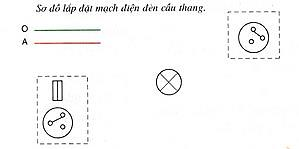 Sơ đồ lắp đặt mạch điện đèn cầu thang.
O
A